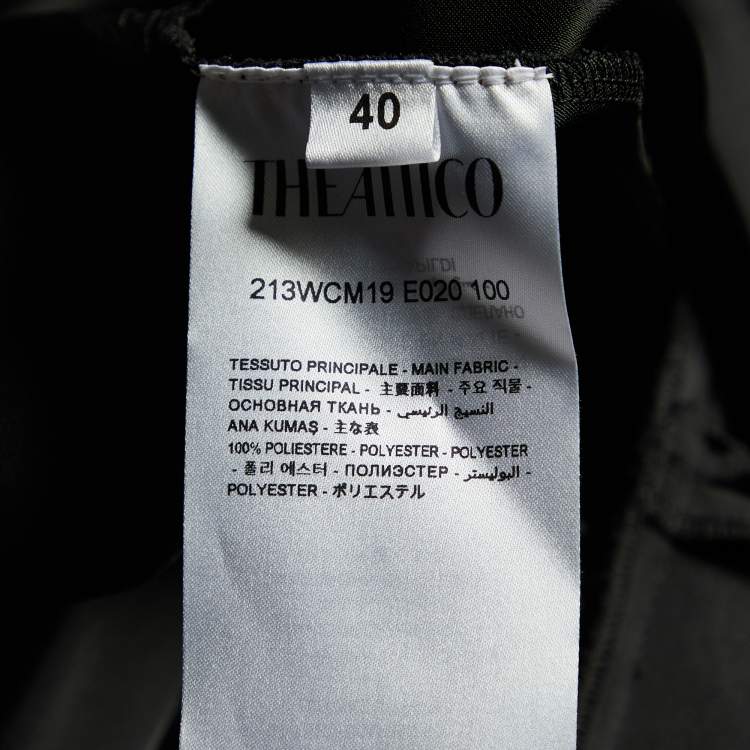 40
THEATTICO
213WCM19 E020 100
TESSUTO PRINCIPALE - MAIN FABRIC -
TISSU PRINCIPAL - 主要面料 - 주요 직물 -
ОСНОВНАЯ ТКАНЬ - النسيج الرئيسي -
ANA KUMAŞ - 主な表
100% POLIESTERE - POLYESTER - POLYESTER
- 폴리 에스터 - ПОЛИЭСТЕР - البوليستر -
POLYESTER - ポリエステル